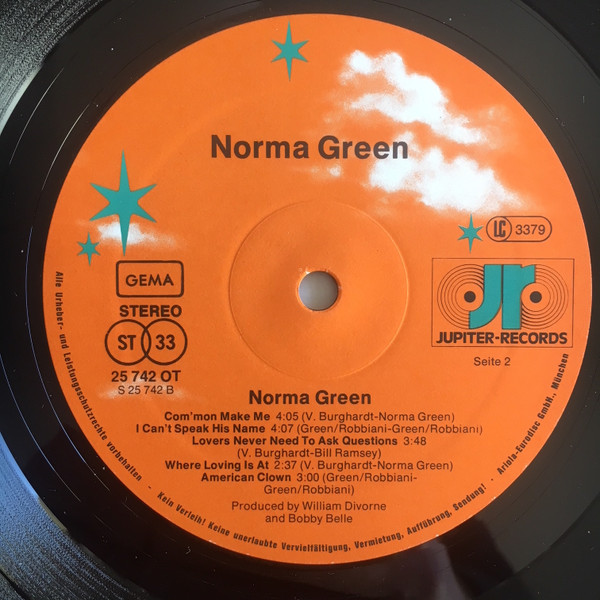 Norma Green
LC 3379
GEMA
STEREO
ST 33
25 742 OT
S 25 742 B
jr
JUPITER-RECORDS
Seite 2
Norma Green
Com'mon Make Me 4:05 (V. Burghardt-Norma Green)
I Can't Speak His Name 4:07 (Green/Robbiani-Green/Robbiani)
Lovers Never Need To Ask Questions 3:48
(V. Burghardt-Bill Ramsey)
Where Loving Is At 2:37 (V. Burghardt-Norma Green)
American Clown 3:00 (Green/Robbiani-
Green/Robbiani)
Produced by William Divorne
and Bobby Belle
Alle Urheber- und Leistungsschutzrechte vorbehalten · Kein Verleih! Keine unerlaubte Vervielfältigung, Vermietung, Aufführung, Sendung! · Ariola-Eurodisc GmbH., München